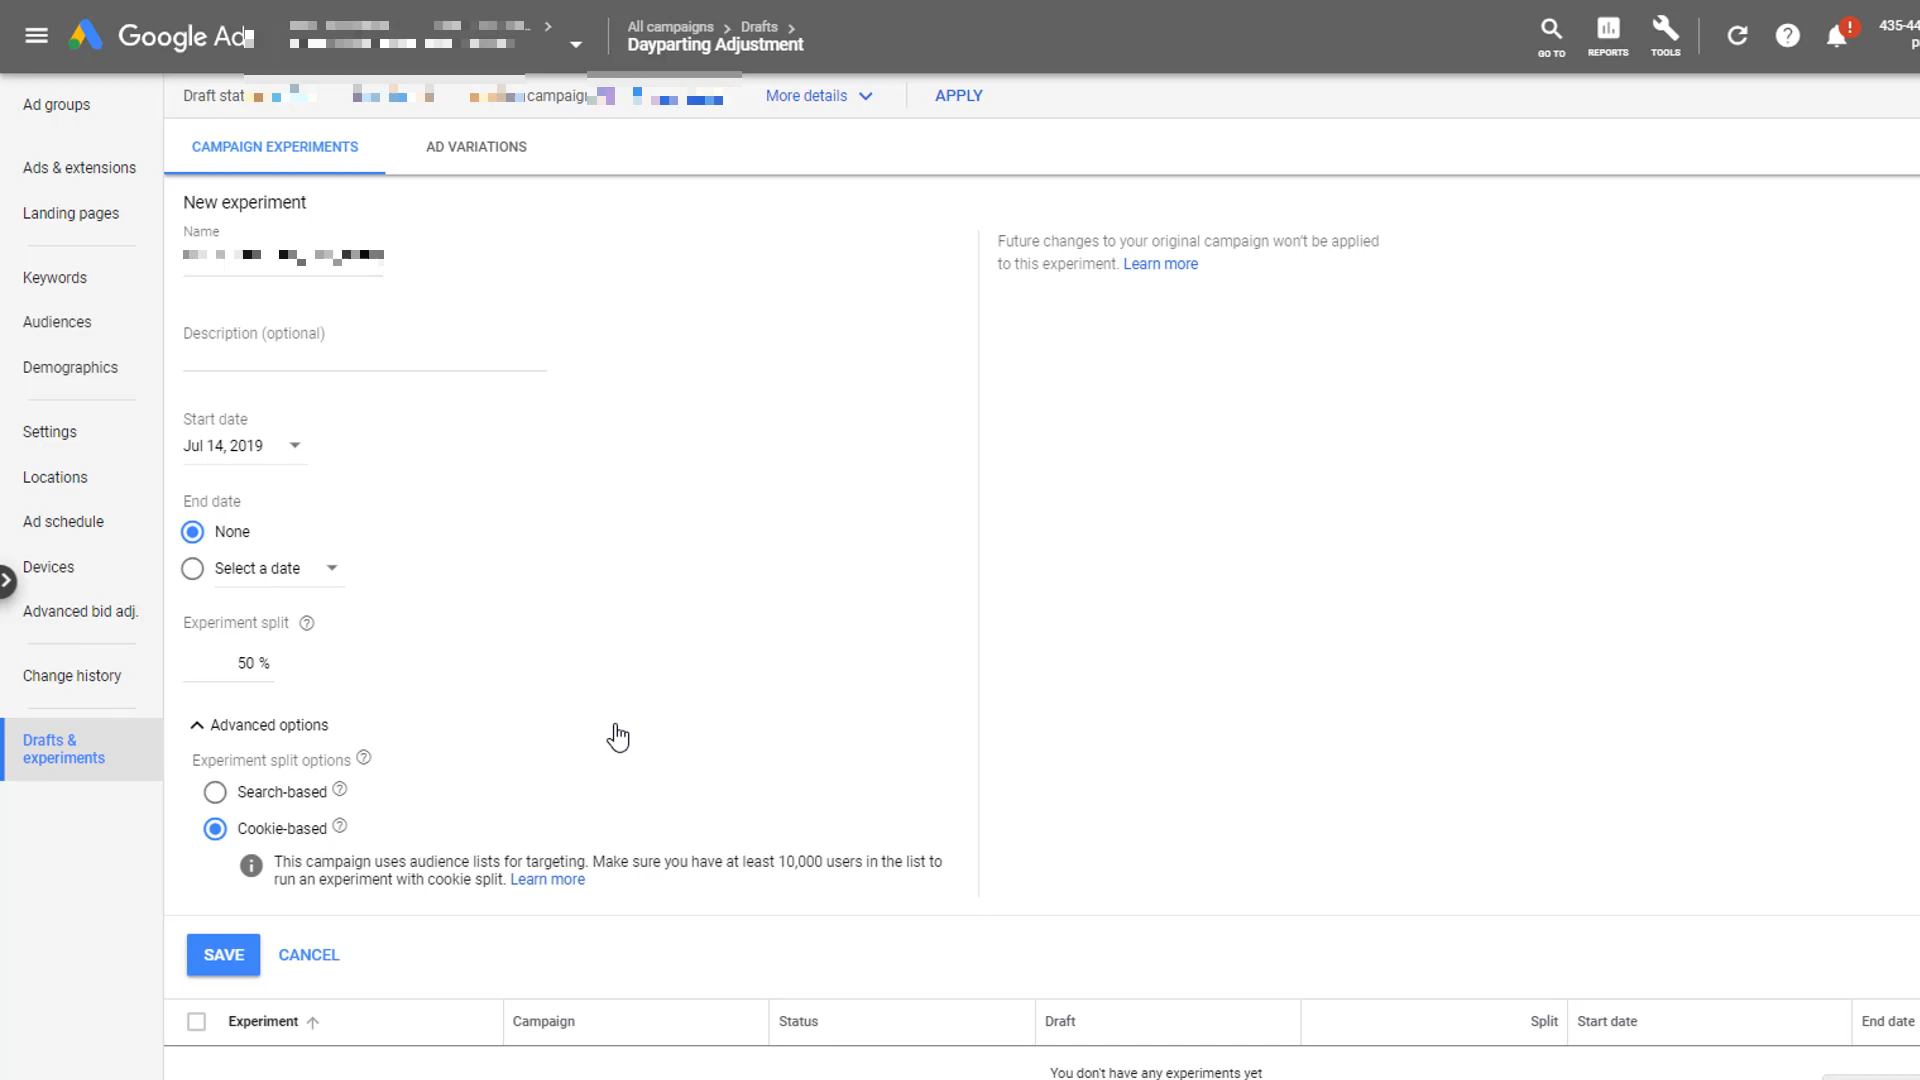 Google Ad
All campaigns > Drafts >
Dayparting Adjustment
GO TO
REPORTS
TOOLS
435-44
Ad groups
Ads & extensions
Landing pages
Keywords
Audiences
Demographics
Settings
Locations
Ad schedule
Devices
Advanced bid adj.
Change history
Drafts &
experiments
Draft stat
campaign
More details
APPLY
CAMPAIGN EXPERIMENTS
AD VARIATIONS
New experiment
Name
Description (optional)
Start date
Jul 14, 2019
End date
None
Select a date
Experiment split
50 %
Advanced options
Experiment split options
Search-based
Cookie-based
This campaign uses audience lists for targeting. Make sure you have at least 10,000 users in the list to
run an experiment with cookie split. Learn more
Future changes to your original campaign won't be applied
to this experiment. Learn more
SAVE
CANCEL
Experiment
Campaign
Status
Draft
Split
Start date
End date
You don't have any experiments yet